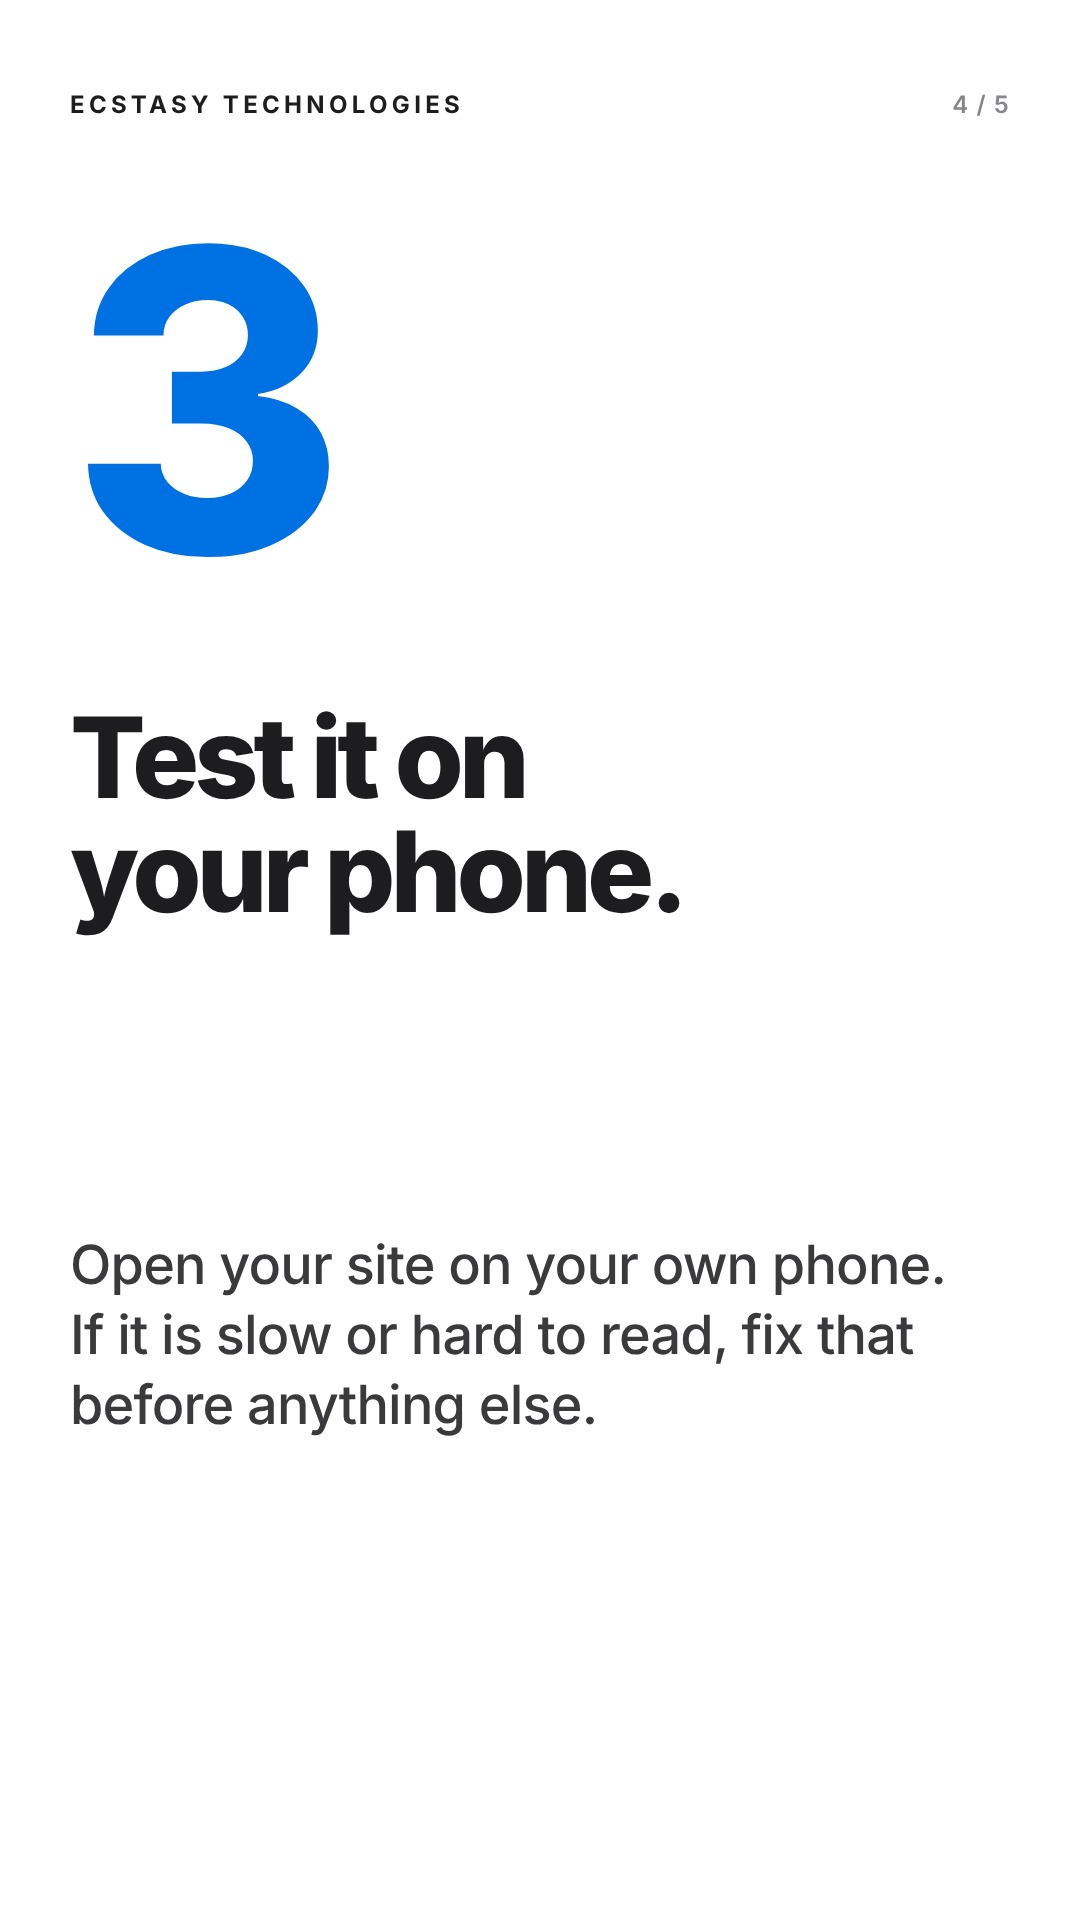 ECSTASY TECHNOLOGIES
4 / 5
3
Test it on
your phone.
Open your site on your own phone.
If it is slow or hard to read, fix that
before anything else.